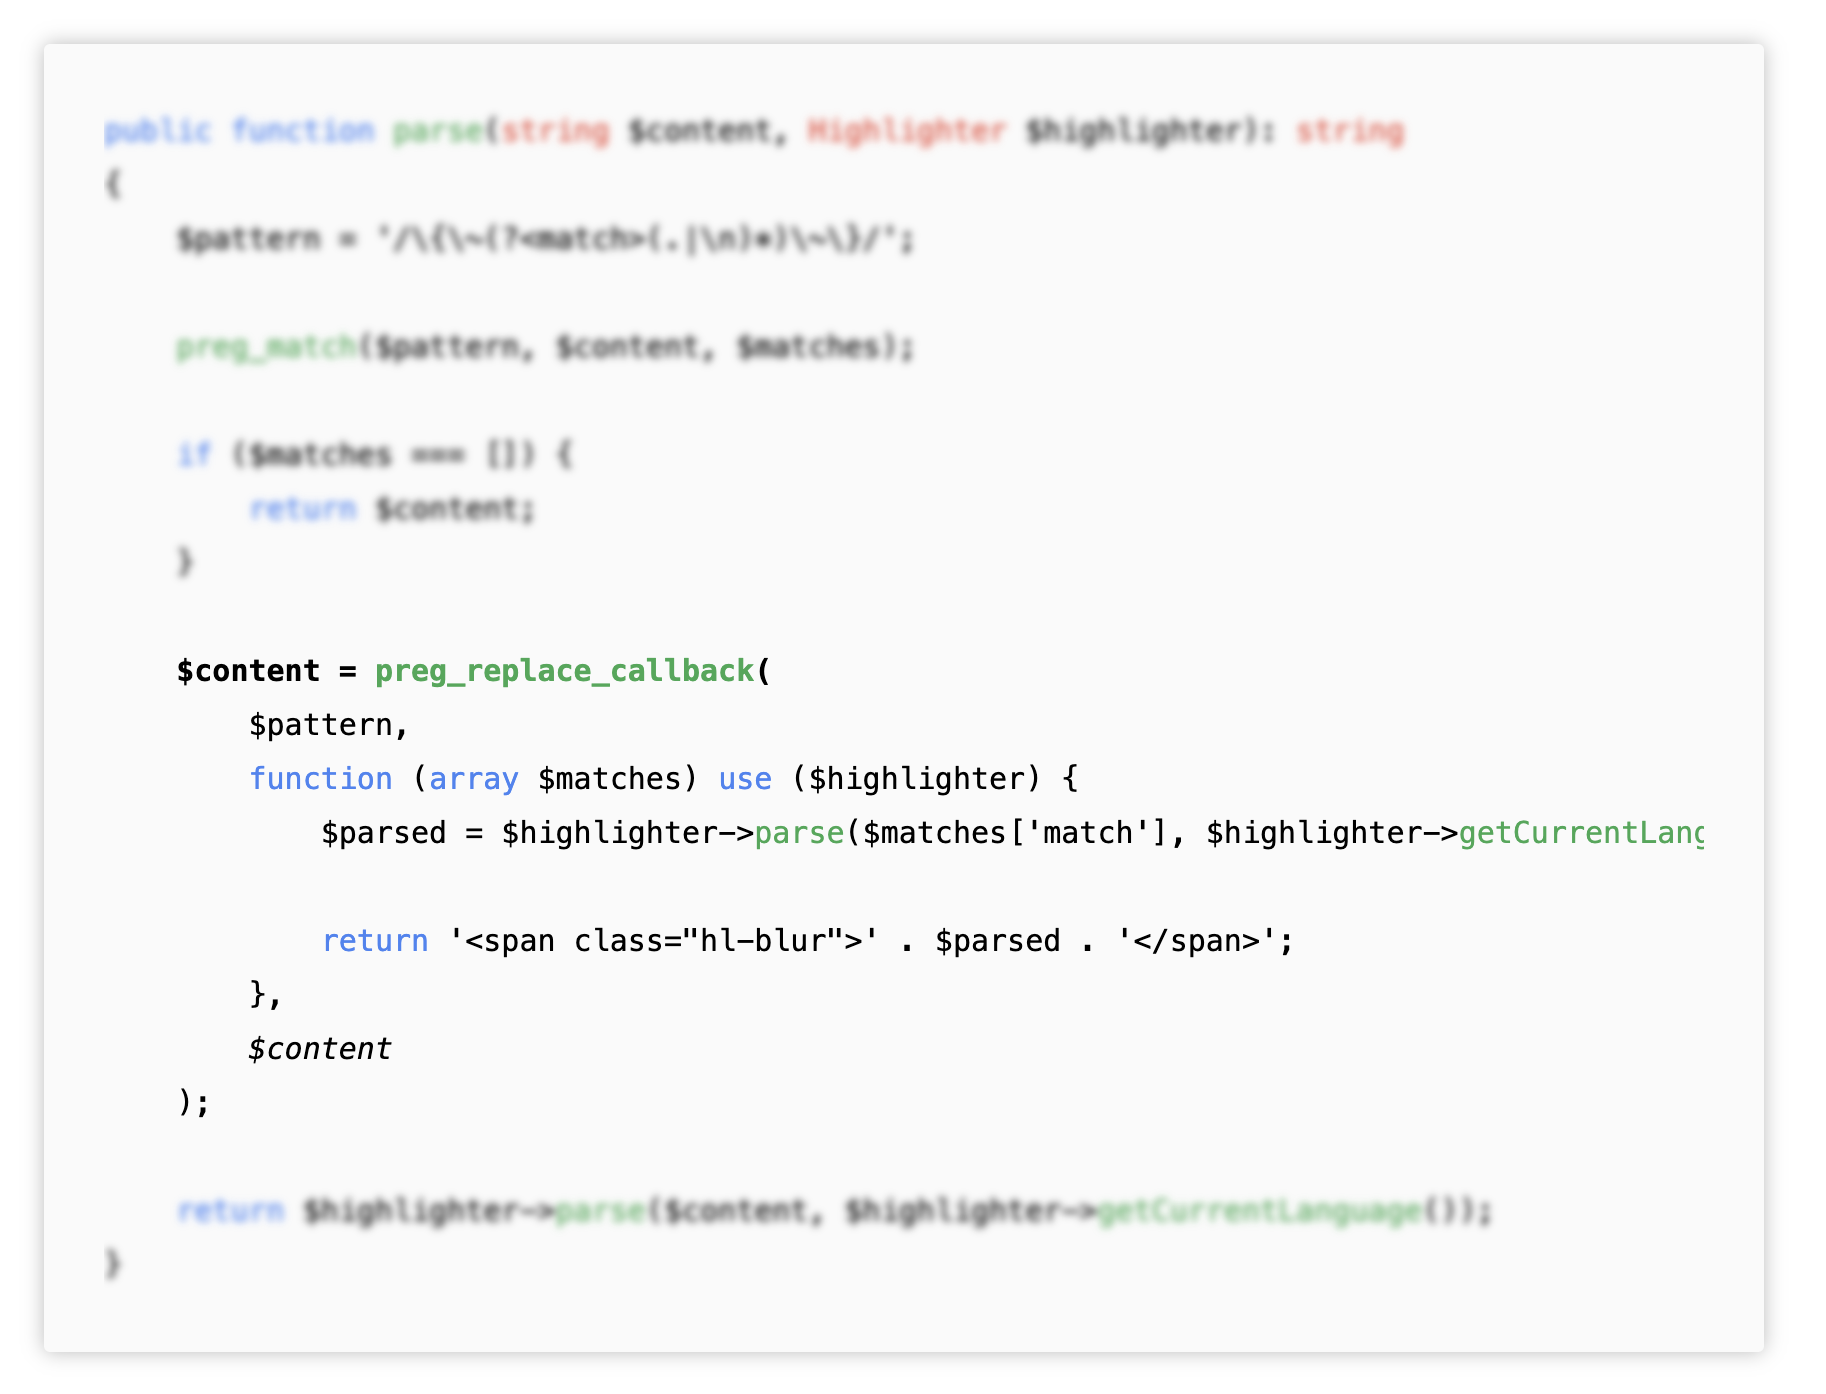 public function parse(string $content, Highlighter $highlighter): string
{
    $pattern = '/\{\~(?<match>(.|\n)*)\~\}/';

    preg_match($pattern, $content, $matches);

    if ($matches === []) {
        return $content;
    }

    $content = preg_replace_callback(
        $pattern,
        function (array $matches) use ($highlighter) {
            $parsed = $highlighter->parse($matches['match'], $highlighter->getCurrentLang

            return '<span class="hl-blur">' . $parsed . '</span>';
        },
        $content
    );

    return $highlighter->parse($content, $highlighter->getCurrentLanguage());
}